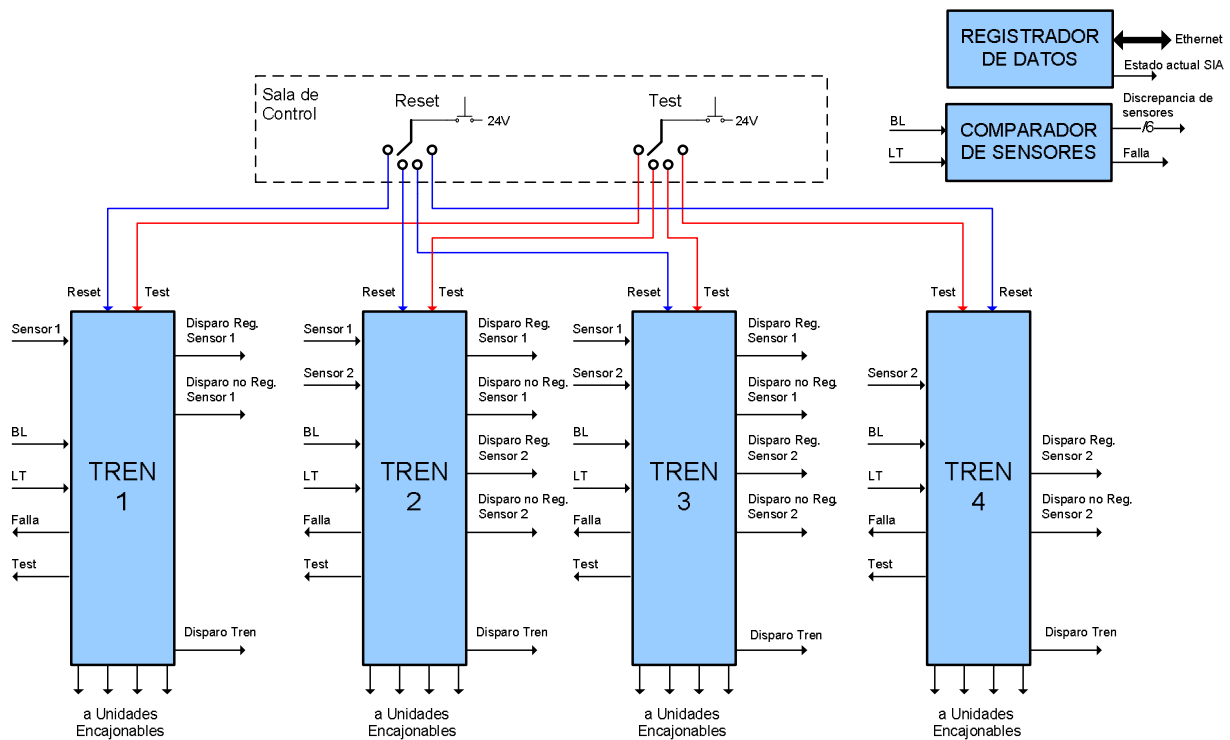 REGISTRADOR
DE DATOS
Ethernet
Estado actual SIA
Sala de
Control
Reset
24V
Test
24V
BL
LT
COMPARADOR
DE SENSORES
Discrepancia de
sensores
/6
Falla
Reset
Test
Reset
Test
Reset
Test
Test
Reset
Sensor 1
BL
LT
Falla
Test
TREN
1
Disparo Reg.
Sensor 1
Disparo no Reg.
Sensor 1
Disparo Tren
a Unidades
Encajonables
Sensor 1
Sensor 2
BL
LT
Falla
Test
TREN
2
Disparo Reg.
Sensor 1
Disparo no Reg.
Sensor 1
Disparo Reg.
Sensor 2
Disparo no Reg.
Sensor 2
Disparo Tren
a Unidades
Encajonables
Sensor 1
Sensor 2
BL
LT
Falla
Test
TREN
3
Disparo Reg.
Sensor 1
Disparo no Reg.
Sensor 1
Disparo Reg.
Sensor 2
Disparo no Reg.
Sensor 2
Disparo Tren
a Unidades
Encajonables
Sensor 2
BL
LT
Falla
Test
TREN
4
Disparo Reg.
Sensor 2
Disparo no Reg.
Sensor 2
Disparo Tren
a Unidades
Encajonables